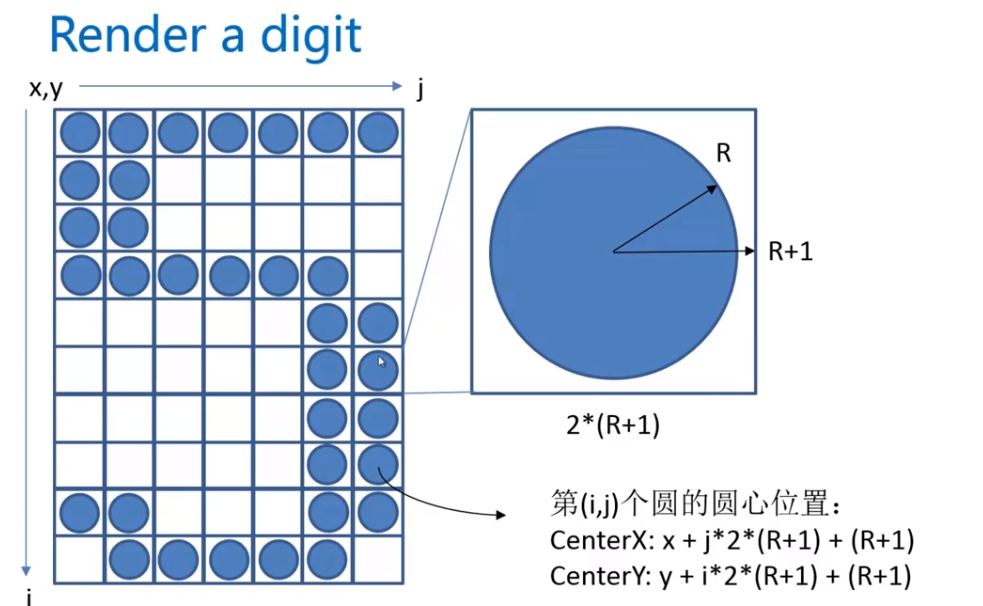 Render a digit
x,y
j
R
R+1
2*(R+1)
第(i,j)个圆的圆心位置：
CenterX: x + j*2*(R+1) + (R+1)
CenterY: y + i*2*(R+1) + (R+1)
i